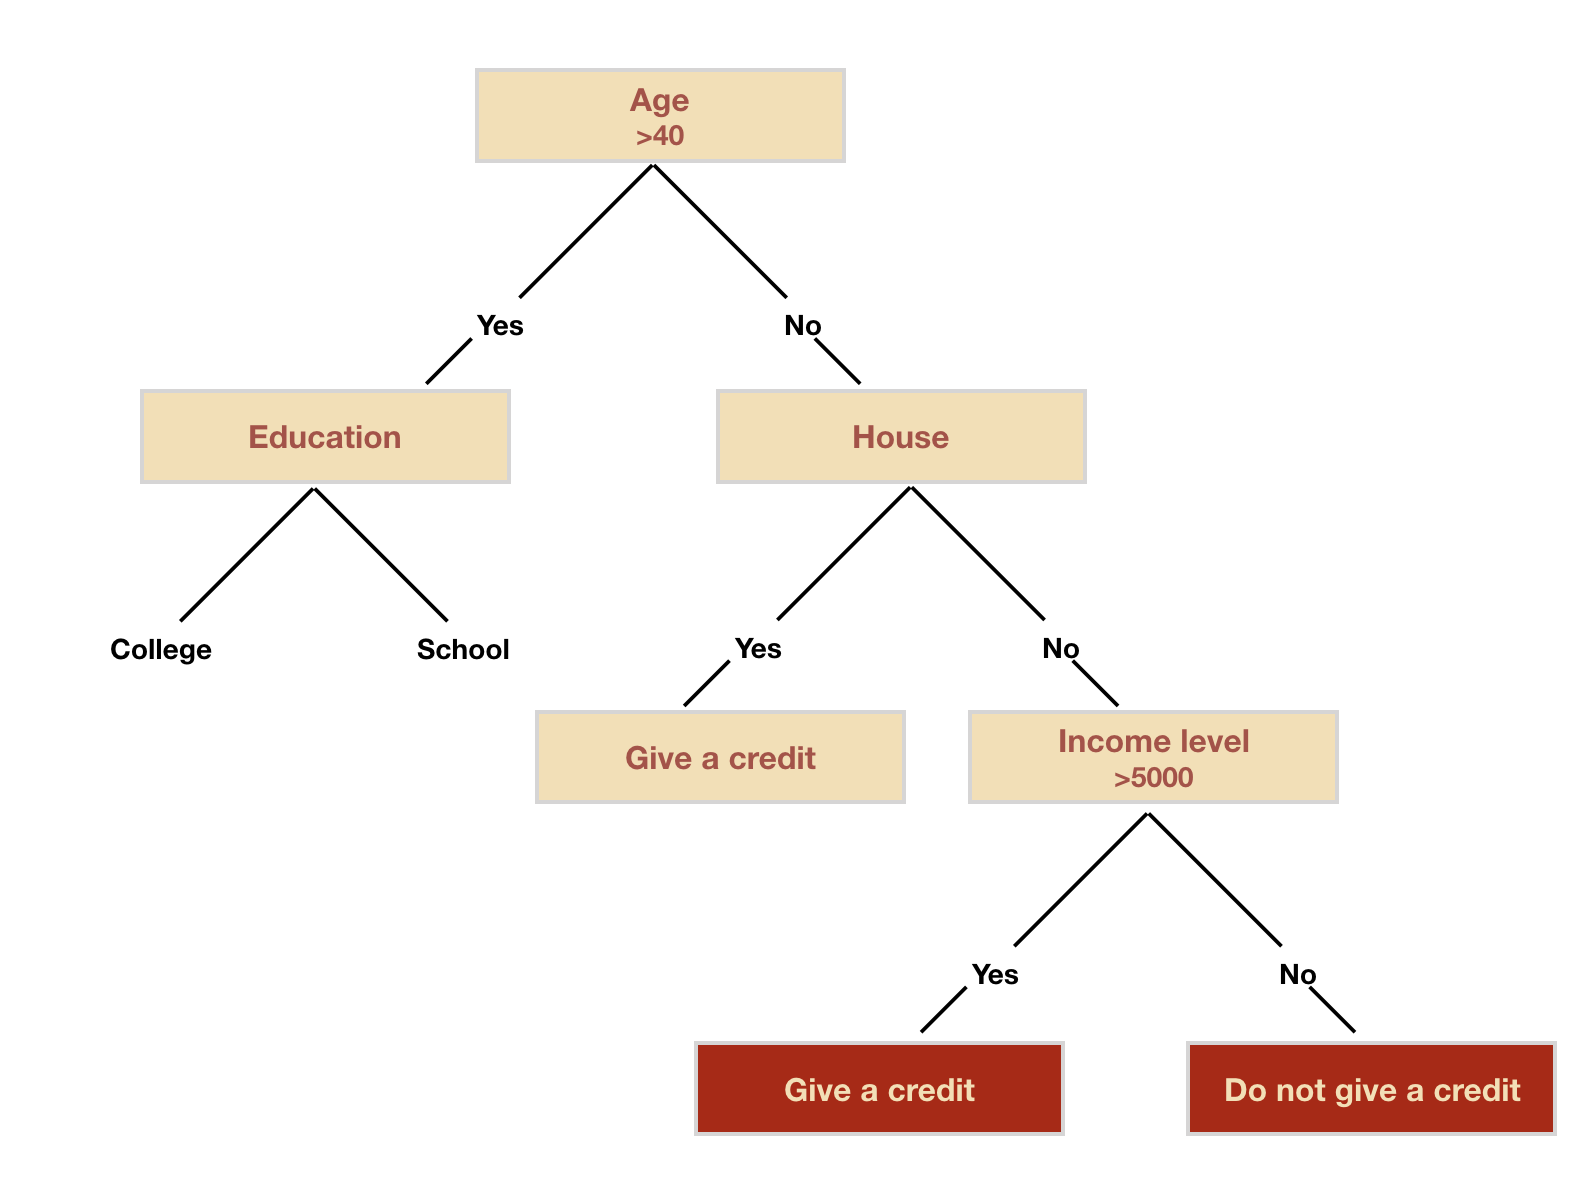 Age
>40
Yes
No
Education
House
College
School
Yes
No
Give a credit
Income level
>5000
Yes
No
Give a credit
Do not give a credit